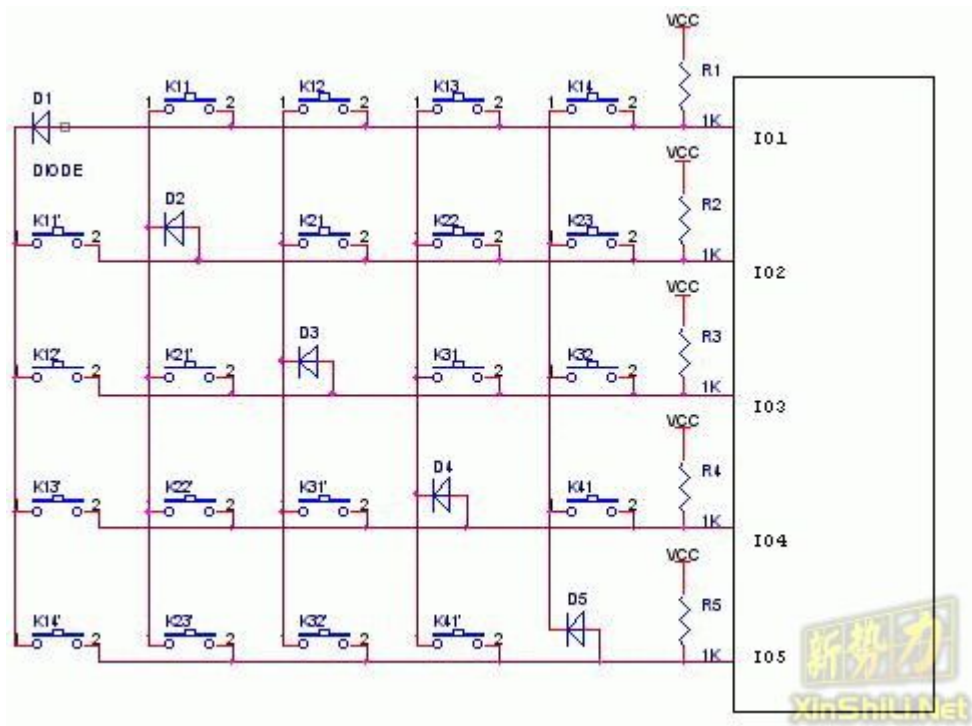 VCC
K11 K12 K13 K14 R1
D1 1 2 1 2 1 2 1 2
1K IO1
DIODE VCC
D2
K11' K21 K22 K23 R2
1 2 2 2 2
1K IO2
VCC
D3 R3
K12' K21' K31 K32
2 2 2 2
1K IO3
VCC
D4 R4
K13' K22' K31' K41
2 2 2 2
1K IO4
VCC
D5 R5
K14' K23' K32' K41'
1 2 1 2 1 2 1 2
1K IO5
新势力
XinShiLi.Net